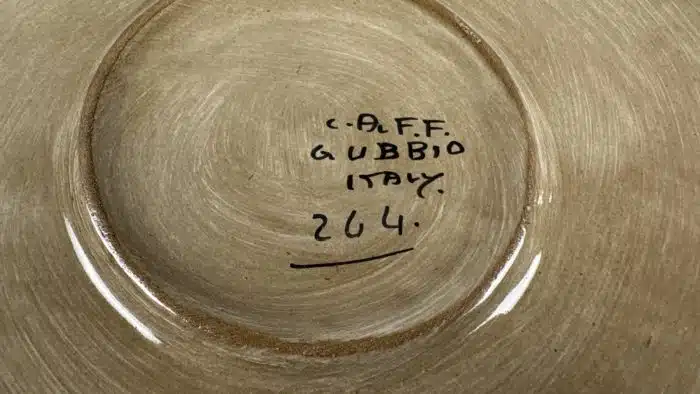 C.A. F.F.
GUBBIO
ITALY.
264.